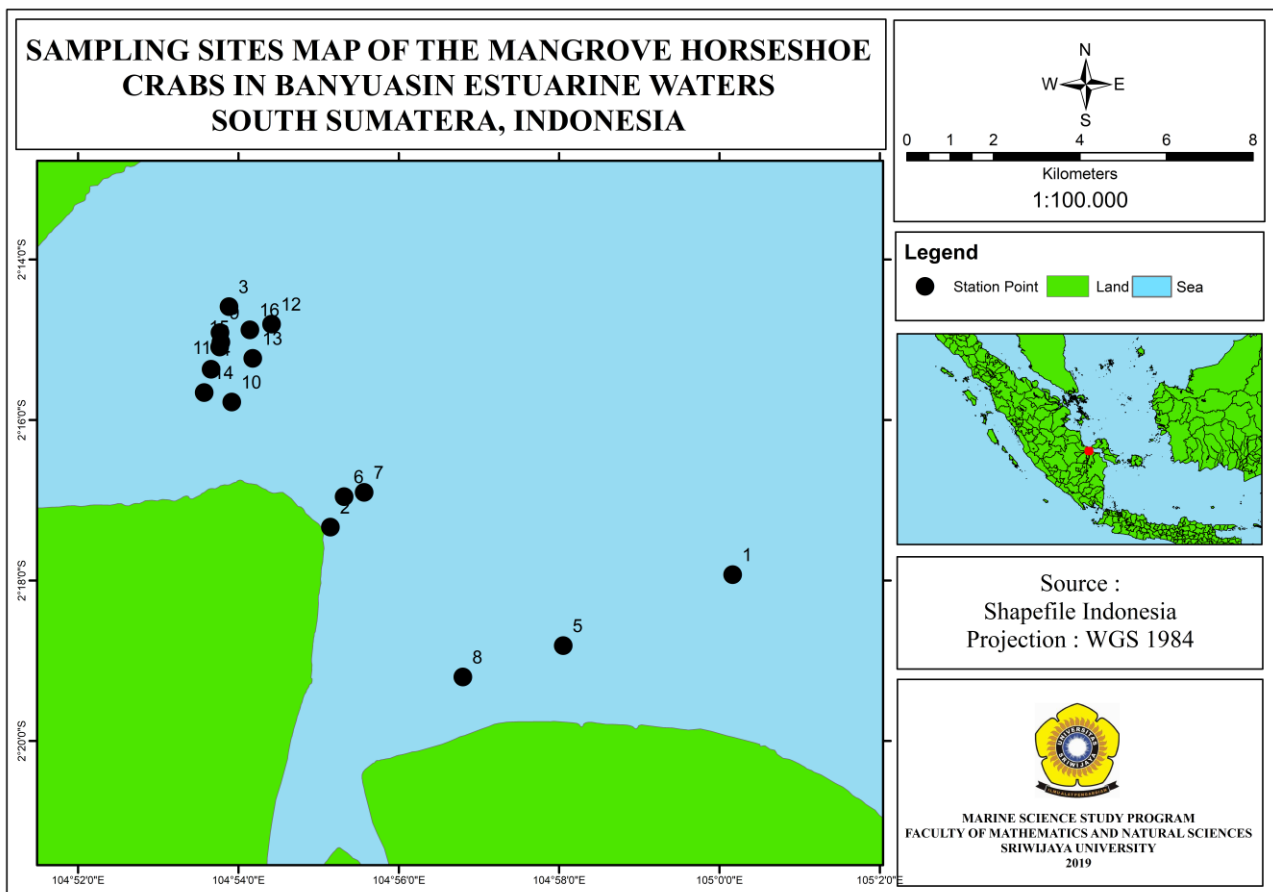 SAMPLING SITES MAP OF THE MANGROVE HORSESHOE
CRABS IN BANYUASIN ESTUARINE WATERS
SOUTH SUMATERA, INDONESIA
N
W
E
S
0 1 2 4 6 8
Kilometers
1:100.000
Legend
Station Point
Land
Sea
2°14'0"S
2°16'0"S
2°18'0"S
2°20'0"S
3
12
16
15
13
11
14
10
7
6
2
1
5
8
104°52'0"E
104°54'0"E
104°56'0"E
104°58'0"E
105°0'0"E
105°2'0"E
Source :
Shapefile Indonesia
Projection : WGS 1984
UNIVERSITAS
SRIWIJAYA
MARINE SCIENCE STUDY PROGRAM
FACULTY OF MATHEMATICS AND NATURAL SCIENCES
SRIWIJAYA UNIVERSITY
2019